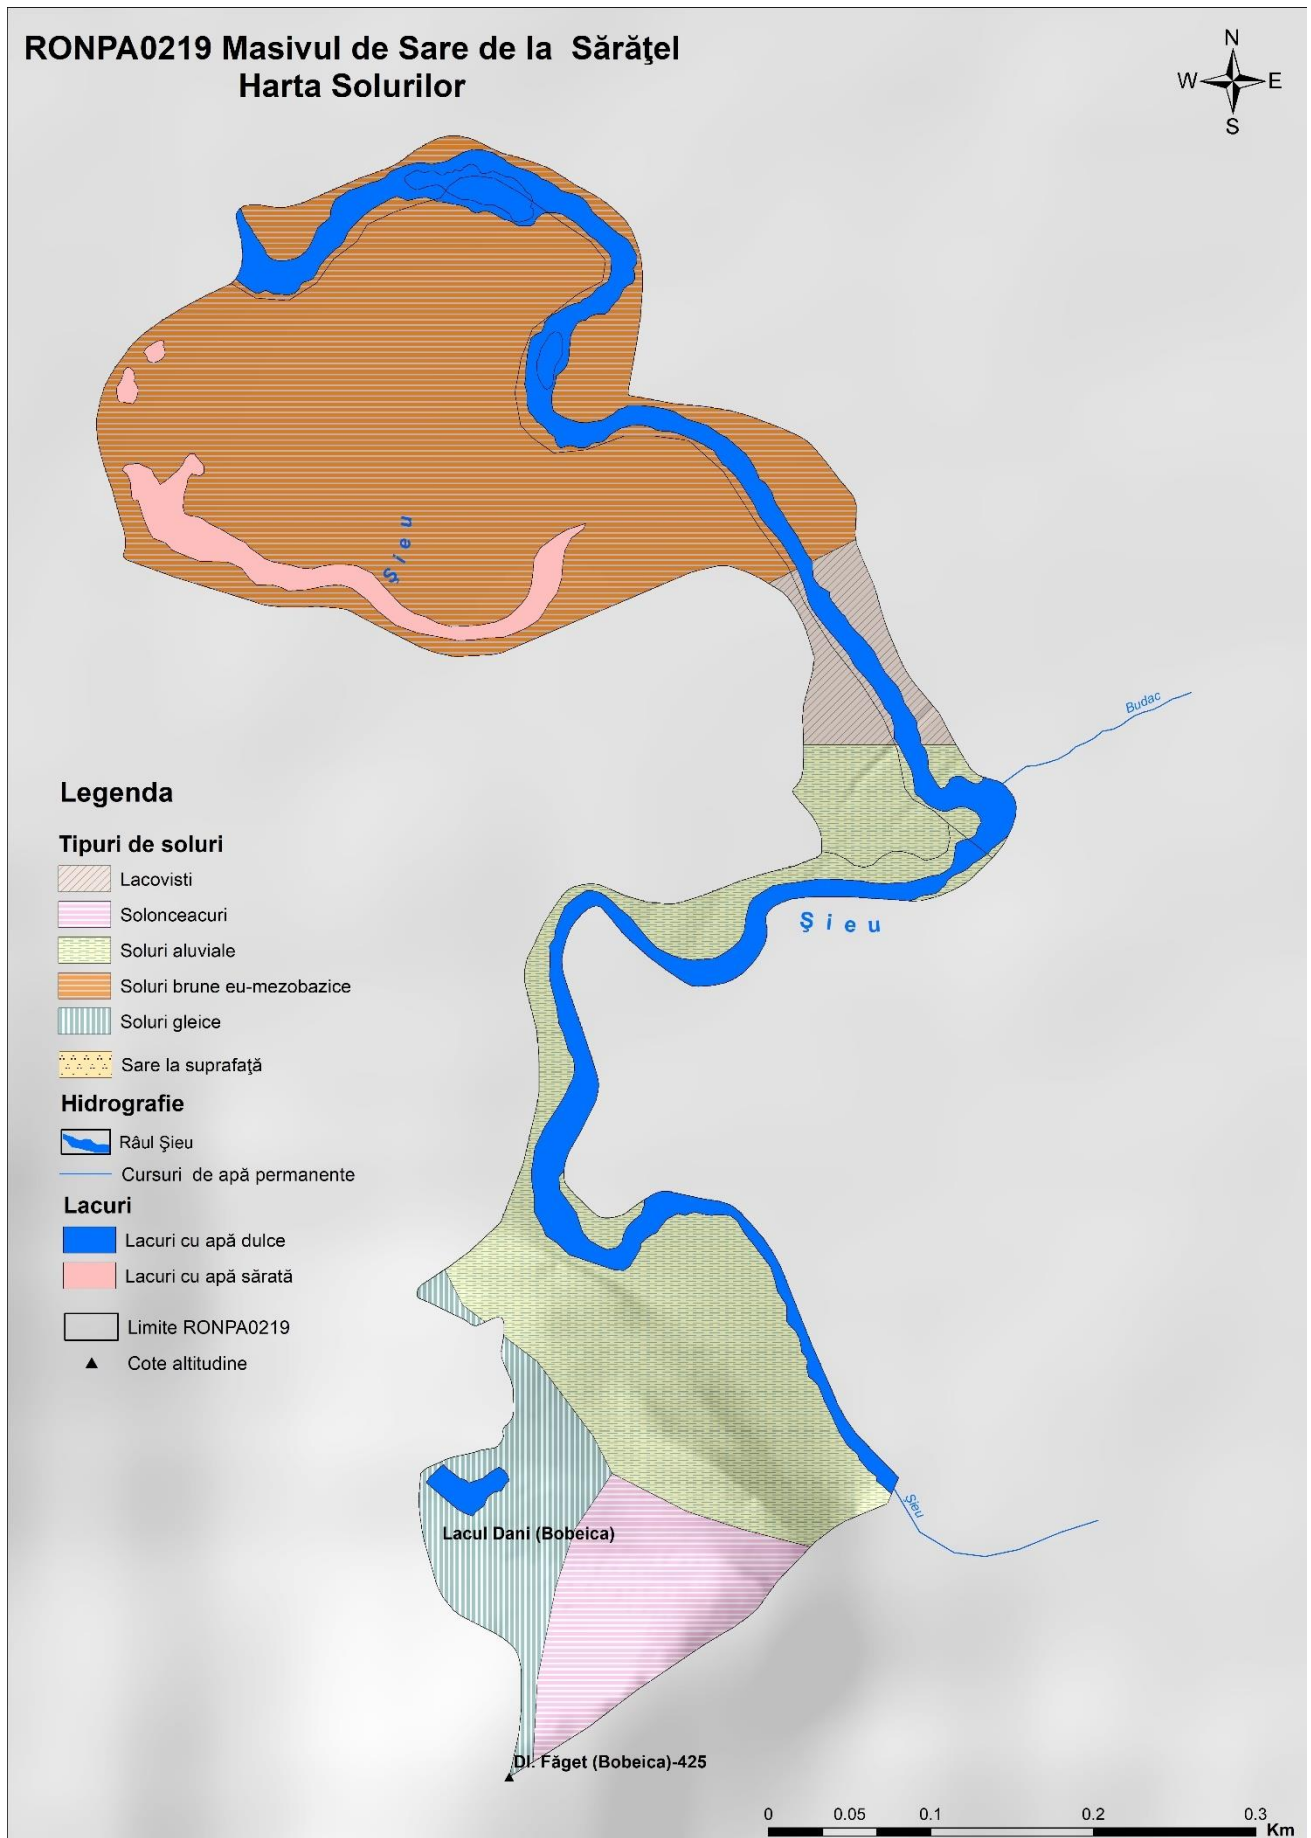 RONPA0219 Masivul de Sare de la Sărăţel
Harta Solurilor
N
W E
S
Şieu
Budac
Şieu
Legenda
Tipuri de soluri
Lacovisti
Solonceacuri
Soluri aluviale
Soluri brune eu-mezobazice
Soluri gleice
Sare la suprafaţă
Hidrografie
Râul Şieu
Cursuri de apă permanente
Lacuri
Lacuri cu apă dulce
Lacuri cu apă sărată
Limite RONPA0219
Cote altitudine
Şieu
Lacul Dani (Bobeica)
Dl. Făget (Bobeica)-425
0 0.05 0.1 0.2 0.3
Km